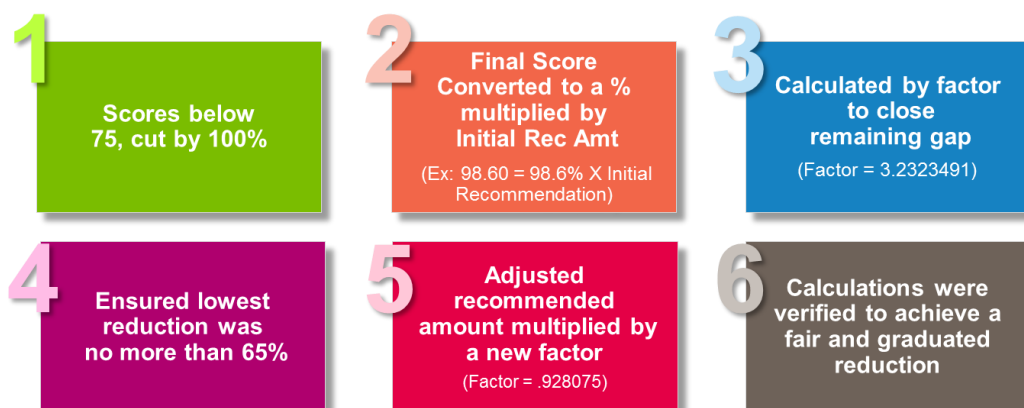 1
Scores below
75, cut by 100%
2
Final Score
Converted to a %
multiplied by
Initial Rec Amt
(Ex: 98.60 = 98.6% X Initial
Recommendation)
3
Calculated by factor
to close
remaining gap
(Factor = 3.2323491)
4
Ensured lowest
reduction was
no more than 65%
5
Adjusted
recommended
amount multiplied by
a new factor
(Factor = .928075)
6
Calculations were
verified to achieve a
fair and graduated
reduction